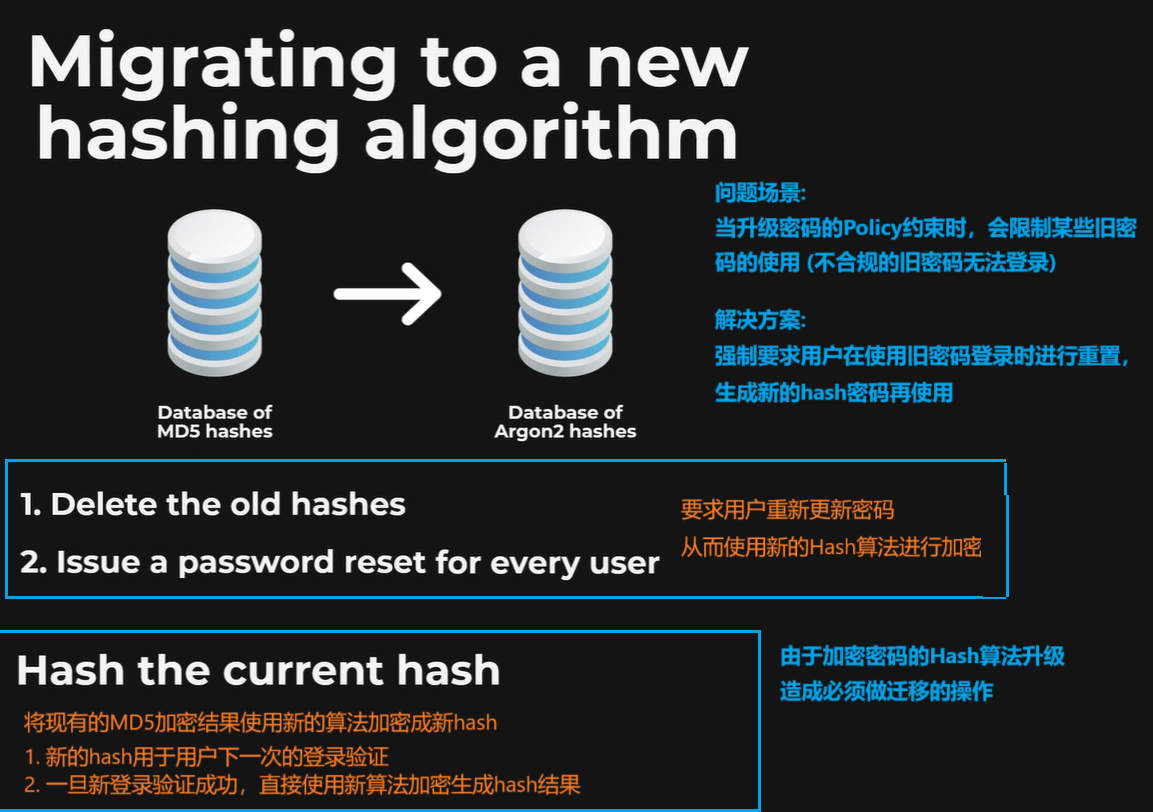 Migrating to a new
hashing algorithm
问题场景:
当升级密码的Policy约束时，会限制某些旧密
码的使用 (不合规的旧密码无法登录)
解决方案:
强制要求用户在使用旧密码登录时进行重置，
生成新的hash密码再使用
Database of
MD5 hashes
Database of
Argon2 hashes
1. Delete the old hashes
2. Issue a password reset for every user
要求用户重新更新密码
从而使用新的Hash算法进行加密
Hash the current hash
将现有的MD5加密结果使用新的算法加密成新hash
1. 新的hash用于用户下一次的登录验证
2. 一旦新登录验证成功，直接使用新算法加密生成hash结果
由于加密密码的Hash算法升级
造成必须做迁移的操作